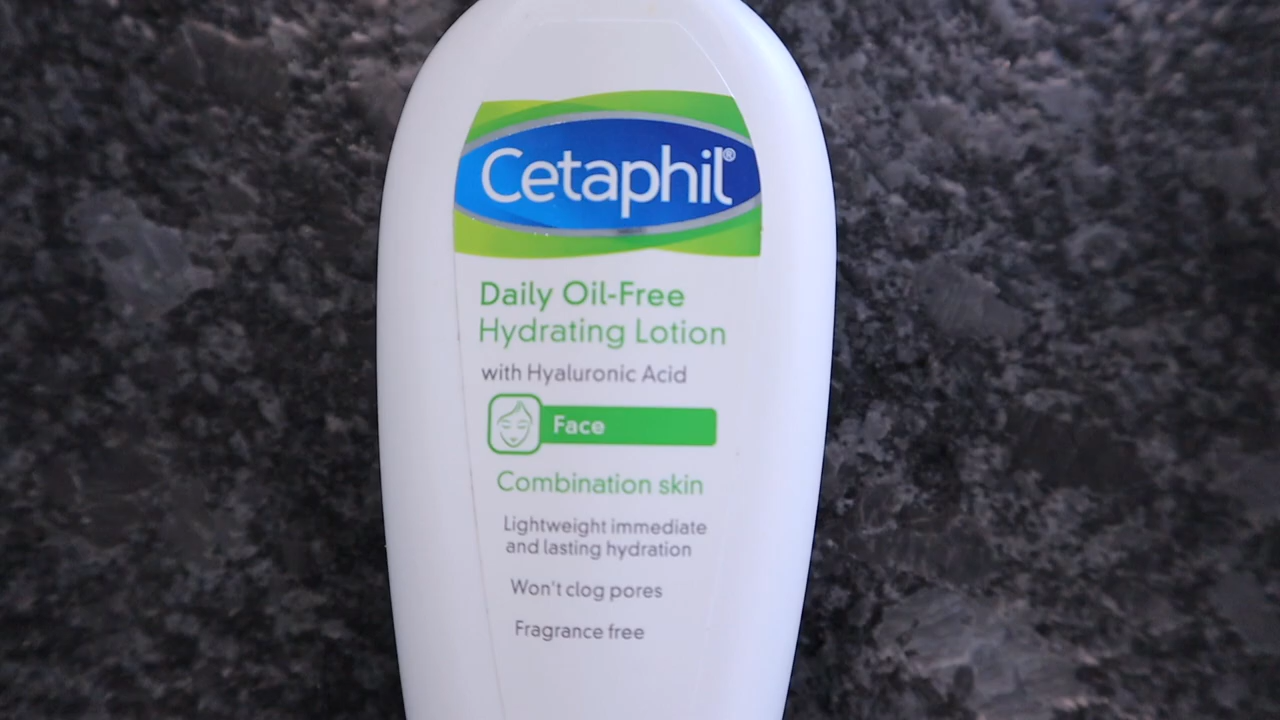 Cetaphil®
Daily Oil-Free
Hydrating Lotion
with Hyaluronic Acid
Face
Combination skin
Lightweight immediate
and lasting hydration
Won't clog pores
Fragrance free